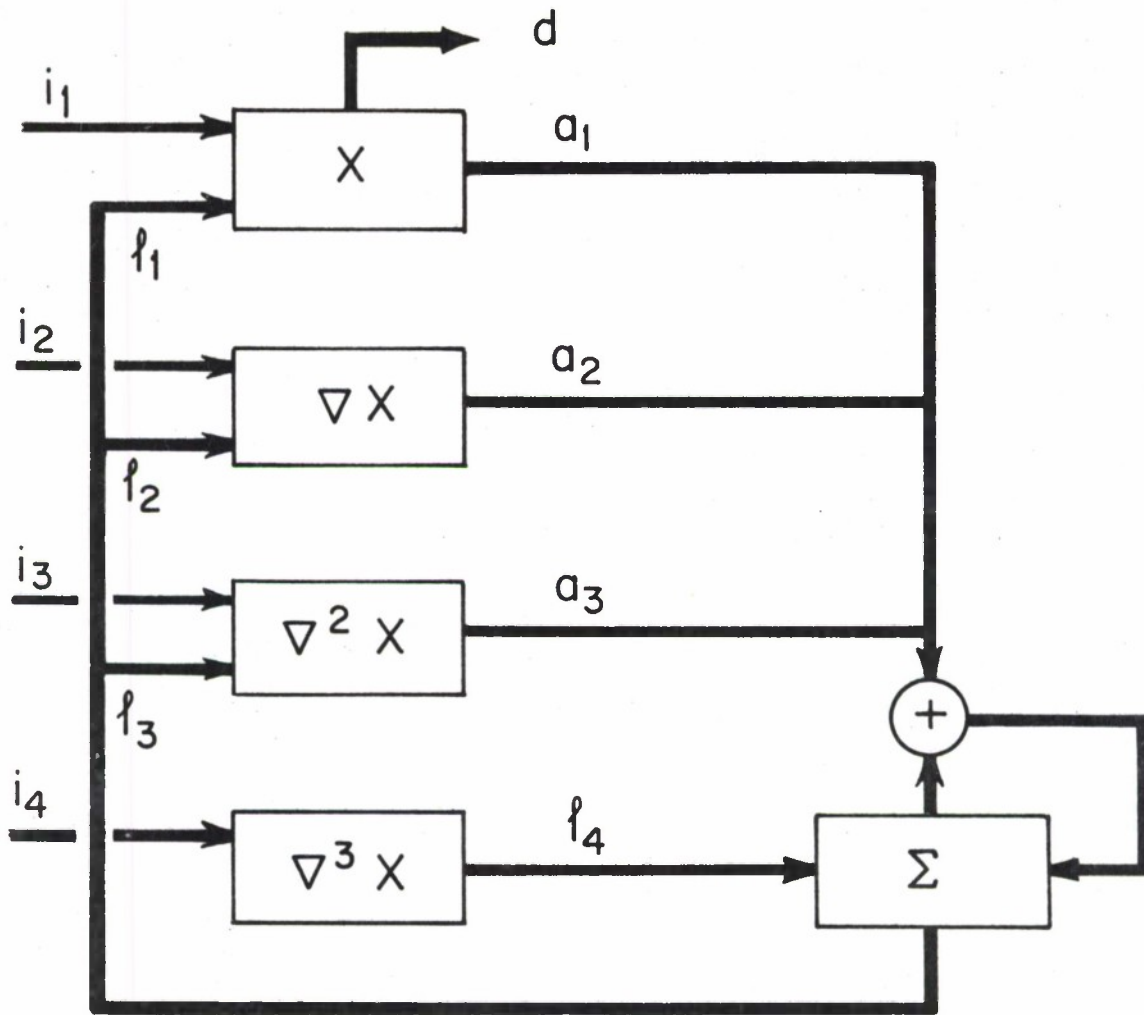 d
i₁
a₁
X
f₁
i₂
a₂
∇ X
f₂
i₃
a₃
∇² X
f₃
+
i₄
f₄
∇³ X
Σ